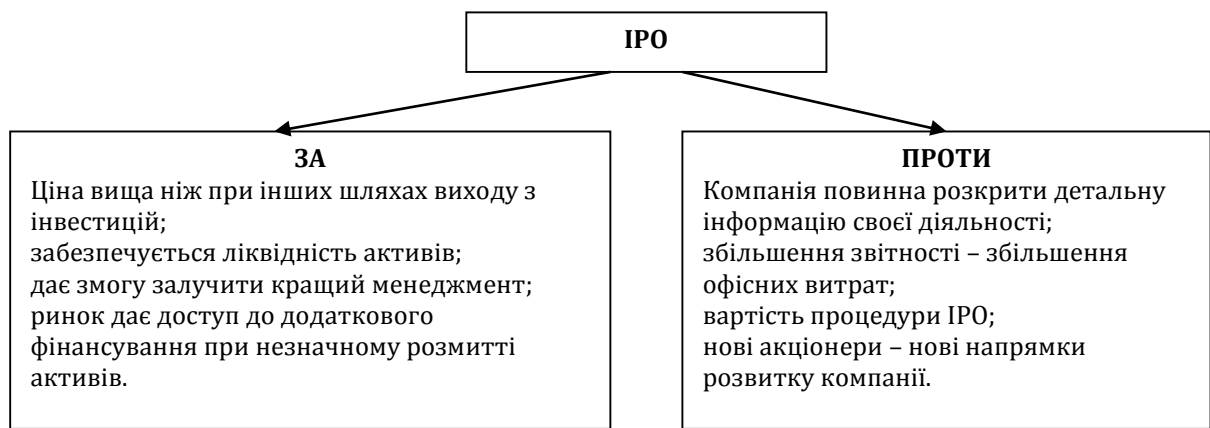 ІРО
ЗА
Ціна вища ніж при інших шляхах виходу з
інвестицій;
забезпечується ліквідність активів;
дає змогу залучити кращий менеджмент;
ринок дає доступ до додаткового
фінансування при незначному розмитті
активів.
ПРОТИ
Компанія повинна розкрити детальну
інформацію своєї діяльності;
збільшення звітності – збільшення
офісних витрат;
вартість процедури ІРО;
нові акціонери – нові напрямки
розвитку компанії.